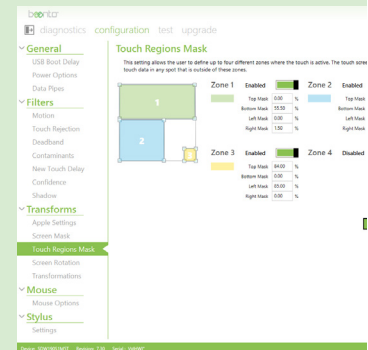 diagnostics configuration test upgrade
General
USB Boot Delay
Power Options
Data Pipes
Filters
Motion
Touch Rejection
Deadband
Contaminants
New Touch Delay
Confidence
Shadow
Transforms
Apple Settings
Screen Mask
Touch Regions Mask
Screen Rotation
Transformations
Mouse
Mouse Options
Stylus
Settings
Touch Regions Mask
This setting allows the user to define up to four different zones where the touch is active. The touch scree
touch data in any spot that is outside of these zones.
1
2
Zone 1 Enabled
Top Mask 0.00 %
Bottom Mask 55.50 %
Left Mask 0.00 %
Right Mask 1.50 %
Zone 2 Enabled
Top Mask
Bottom Mask
Left Mask
Right Mask
Zone 3 Enabled
Top Mask 84.00 %
Bottom Mask 0.00 %
Left Mask 85.00 %
Right Mask 0.00 %
Zone 4 Disabled